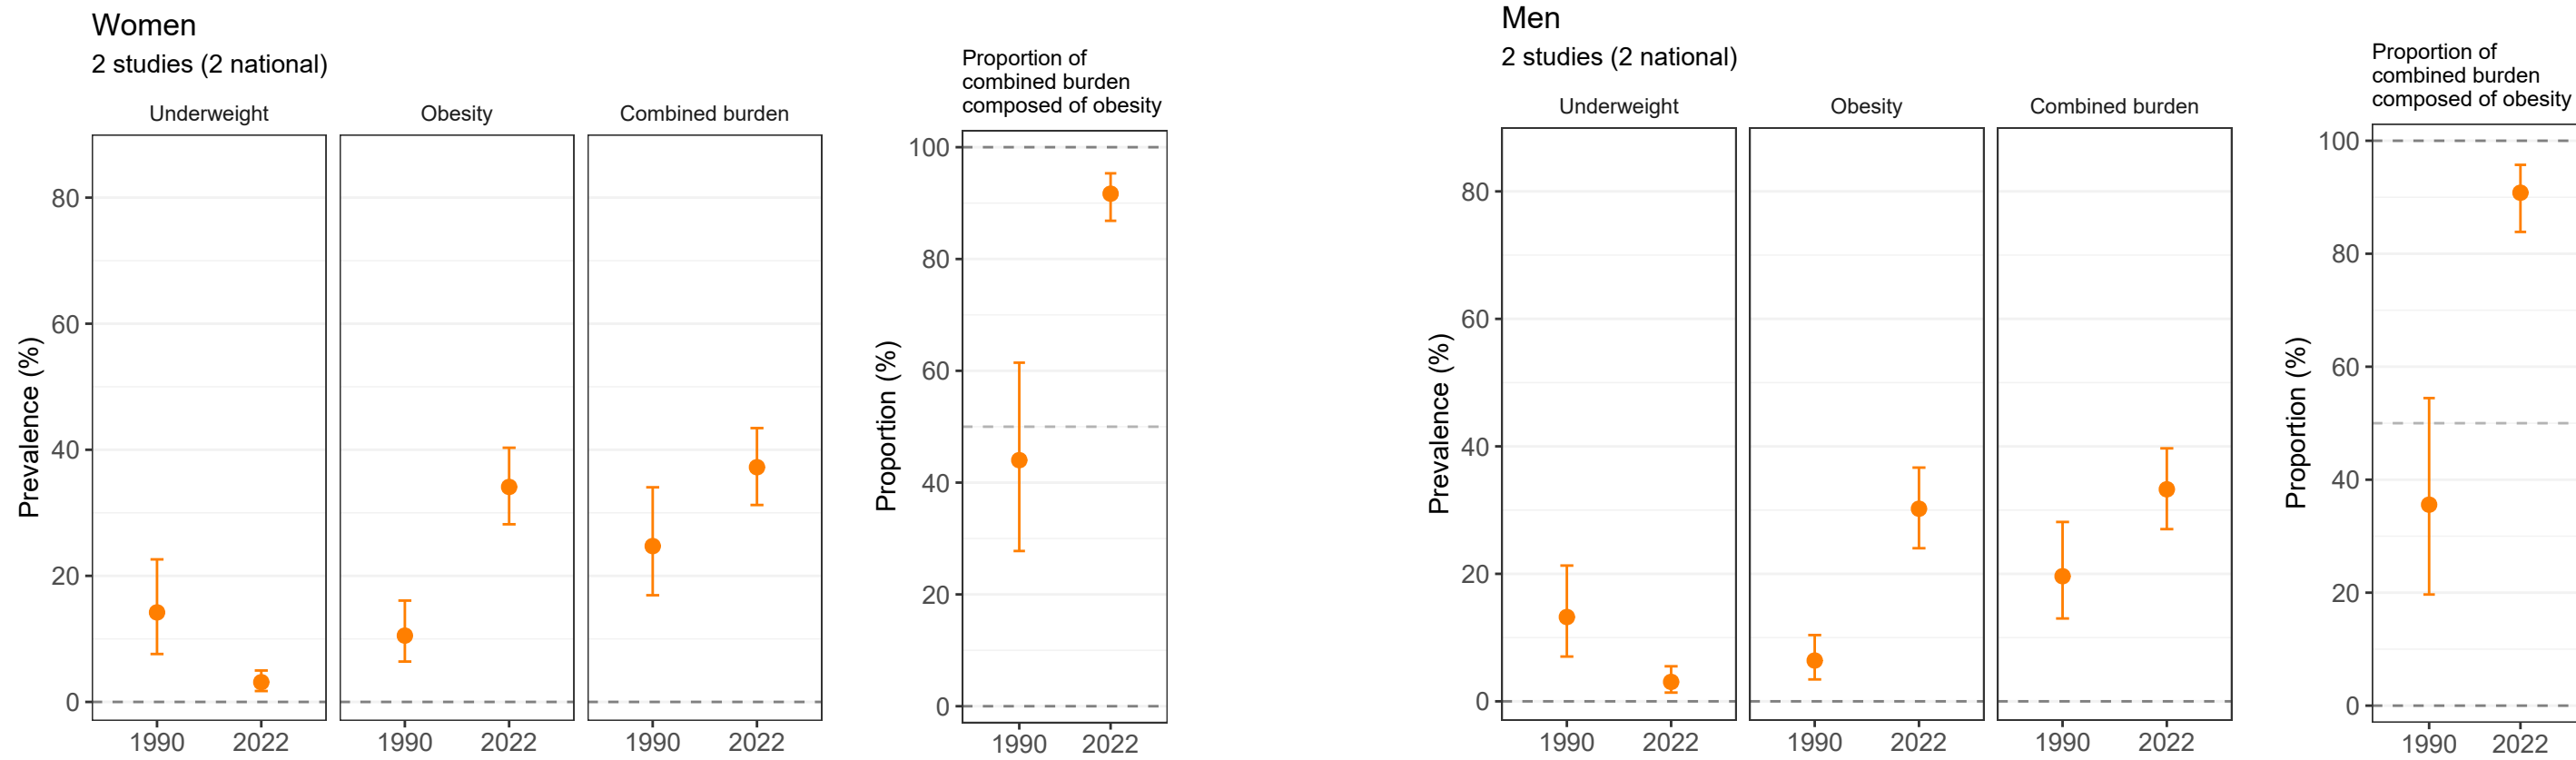 Women
2 studies (2 national)
Underweight
Obesity
Combined burden
Prevalence (%)
80
60
40
20
0
1990
2022
1990
2022
1990
2022
Proportion of
combined burden
composed of obesity
Proportion (%)
100
80
60
40
20
0
1990
2022
Men
2 studies (2 national)
Underweight
Obesity
Combined burden
Prevalence (%)
80
60
40
20
0
1990
2022
1990
2022
1990
2022
Proportion of
combined burden
composed of obesity
Proportion (%)
100
80
60
40
20
0
1990
2022